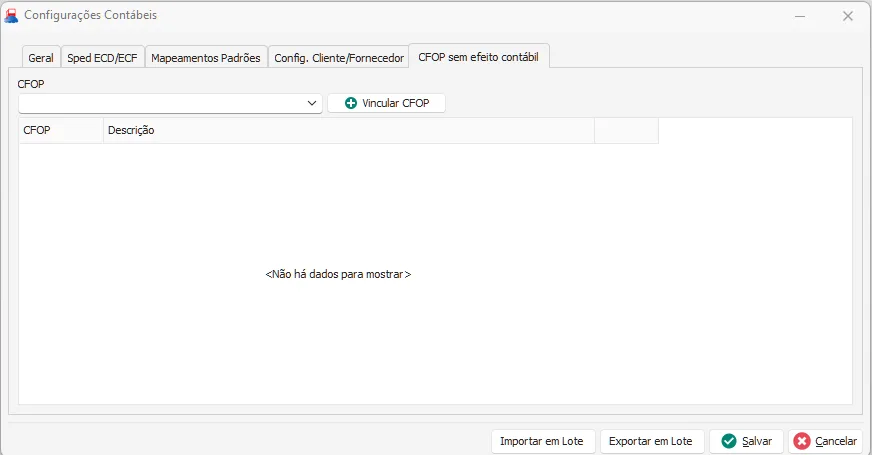 Configurações Contábeis
Geral
Sped ECD/ECF
Mapeamentos Padrões
Config. Cliente/Fornecedor
CFOP sem efeito contábil
CFOP
Vincular CFOP
CFOP
Descrição
<Não há dados para mostrar>
Importar em Lote
Exportar em Lote
Salvar
Cancelar